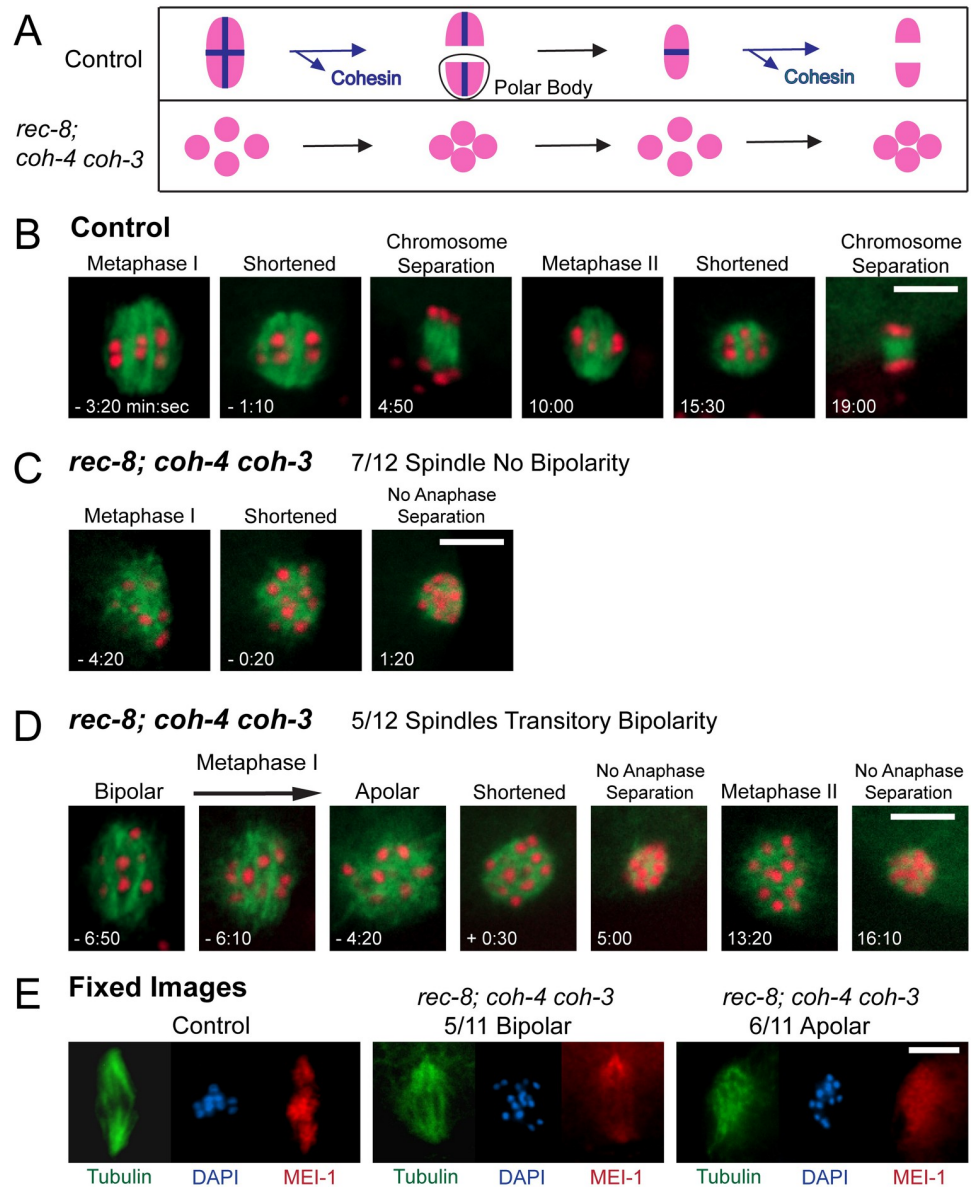 A
Control
Cohesin
Polar Body
Cohesin
rec-8;
coh-4 coh-3
B Control
Metaphase I
Shortened
Chromosome
Separation
Metaphase II
Shortened
Chromosome
Separation
- 3:20 min:sec
- 1:10
4:50
10:00
15:30
19:00
C rec-8; coh-4 coh-3 7/12 Spindle No Bipolarity
Metaphase I
Shortened
No Anaphase
Separation
- 4:20
- 0:20
1:20
D rec-8; coh-4 coh-3 5/12 Spindles Transitory Bipolarity
Metaphase I
Bipolar
Apolar
Shortened
No Anaphase
Separation
Metaphase II
No Anaphase
Separation
- 6:50
- 6:10
- 4:20
+ 0:30
5:00
13:20
16:10
E Fixed Images
Control
rec-8; coh-4 coh-3
5/11 Bipolar
rec-8; coh-4 coh-3
6/11 Apolar
Tubulin DAPI MEI-1
Tubulin DAPI MEI-1
Tubulin DAPI MEI-1